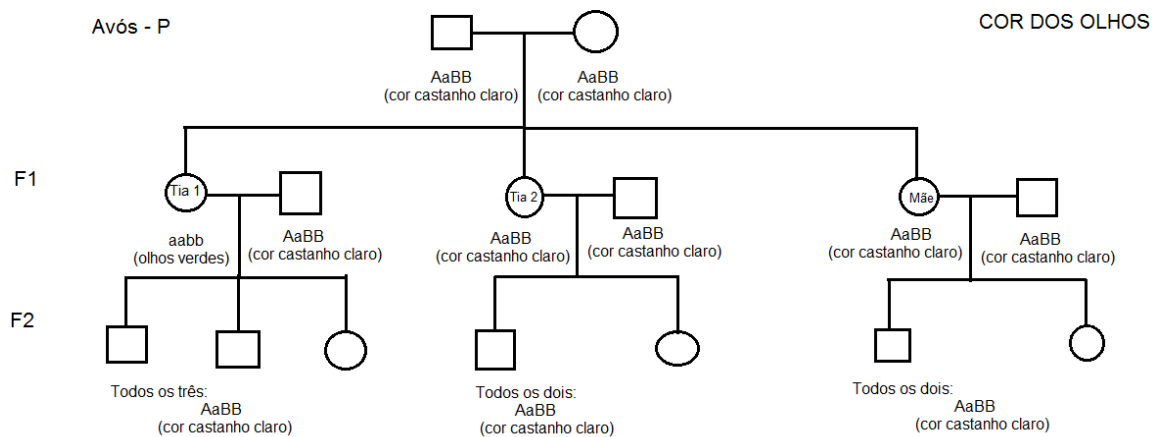 Avós - P
COR DOS OLHOS
AaBB
(cor castanho claro)
AaBB
(cor castanho claro)
F1
Tia 1
Tia 2
Mãe
aabb
(olhos verdes)
AaBB
(cor castanho claro)
AaBB
(cor castanho claro)
AaBB
(cor castanho claro)
AaBB
(cor castanho claro)
AaBB
(cor castanho claro)
F2
Todos os três:
AaBB
(cor castanho claro)
Todos os dois:
AaBB
(cor castanho claro)
Todos os dois:
AaBB
(cor castanho claro)